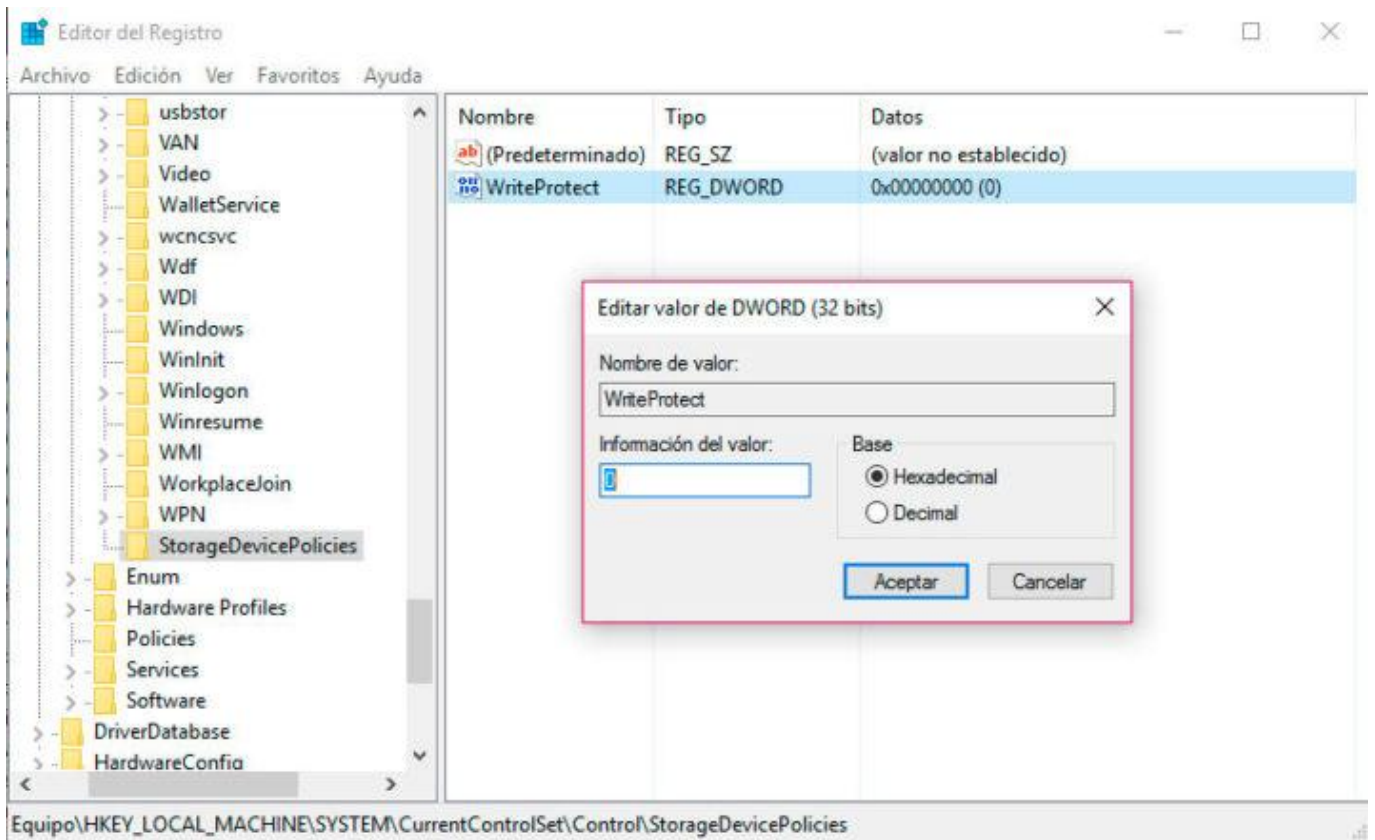 Editor del Registro
Archivo Edición Ver Favoritos Ayuda
usbstor
VAN
Video
WalletService
wcncsvc
Wdf
WDI
Windows
WinInit
Winlogon
Winresume
WMI
WorkplaceJoin
WPN
StorageDevicePolicies
Enum
Hardware Profiles
Policies
Services
Software
DriverDatabase
HardwareConfig
Nombre Tipo Datos
(Predeterminado) REG_SZ (valor no establecido)
WriteProtect REG_DWORD 0x00000000 (0)
Editar valor de DWORD (32 bits)
Nombre de valor:
WriteProtect
Información del valor:
0
Base
Hexadecimal
Decimal
Aceptar Cancelar
Equipo\HKEY_LOCAL_MACHINE\SYSTEM\CurrentControlSet\Control\StorageDevicePolicies